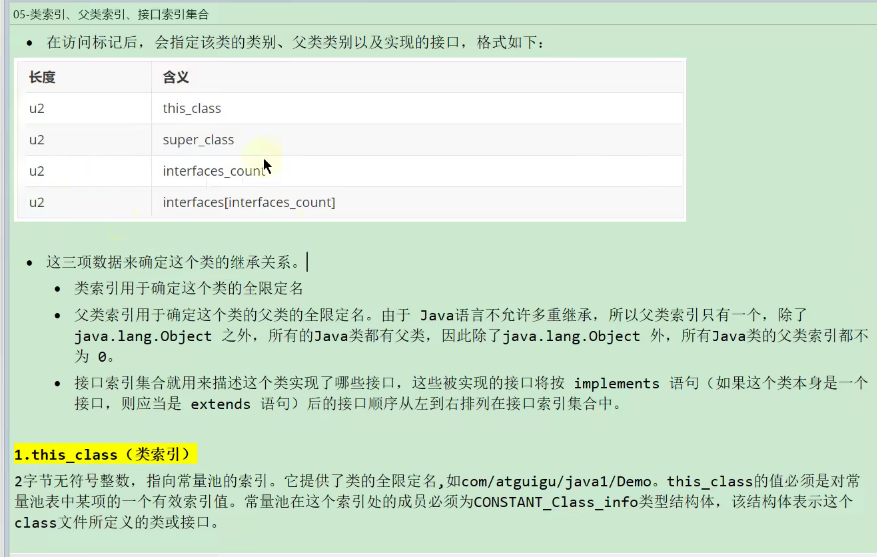 05-类索引、父类索引、接口索引集合
• 在访问标记后，会指定该类的类别、父类类别以及实现的接口，格式如下：
长度 含义
u2 this_class
u2 super_class
u2 interfaces_count
u2 interfaces[interfaces_count]
• 这三项数据来确定这个类的继承关系。
• 类索引用于确定这个类的全限定名
• 父类索引用于确定这个类的父类的全限定名。由于 Java语言不允许多重继承，所以父类索引只有一个，除了
java.lang.Object 之外，所有的Java类都有父类，因此除了java.lang.Object 外，所有Java类的父类索引都不
为 0。
• 接口索引集合就用来描述这个类实现了哪些接口，这些被实现的接口将按 implements 语句（如果这个类本身是一个
接口，则应当是 extends 语句）后的接口顺序从左到右排列在接口索引集合中。
1.this_class（类索引）
2字节无符号整数，指向常量池的索引。它提供了类的全限定名,如com/atguigu/java1/Demo。this_class的值必须是对常
量池表中某项的一个有效索引值。常量池在这个索引处的成员必须为CONSTANT_Class_info类型结构体，该结构体表示这个
class文件所定义的类或接口。